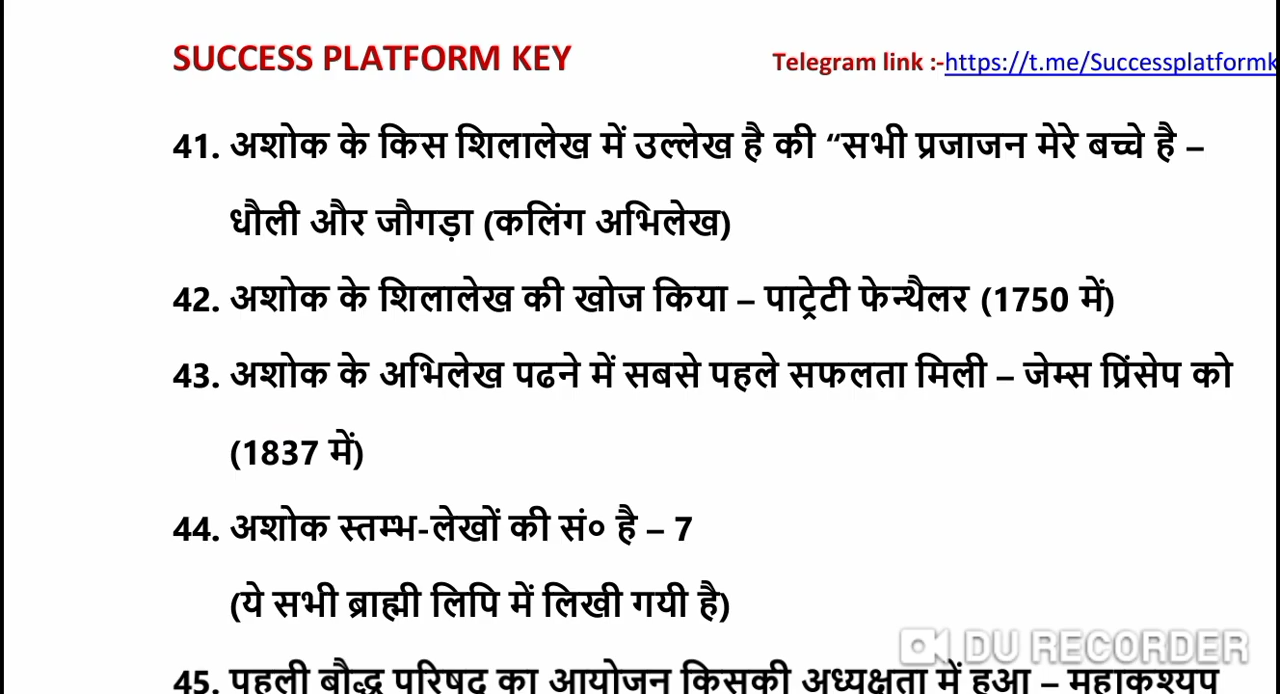 SUCCESS PLATFORM KEY Telegram link :-https://t.me/Successplatformk
41. अशोक के किस शिलालेख में उल्लेख है की “सभी प्रजाजन मेरे बच्चे है –
धौली और जौगड़ा (कलिंग अभिलेख)
42. अशोक के शिलालेख की खोज किया – पाट्रेटी फेन्थैलर (1750 में)
43. अशोक के अभिलेख पढने में सबसे पहले सफलता मिली – जेम्स प्रिंसेप को
(1837 में)
44. अशोक स्तम्भ-लेखों की सं० है – 7
(ये सभी ब्राह्मी लिपि में लिखी गयी है)
DU RECORDER
45. पहली बौद्ध परिषद का आयोजन किसकी अध्यक्षता में हुआ – महाकश्यप